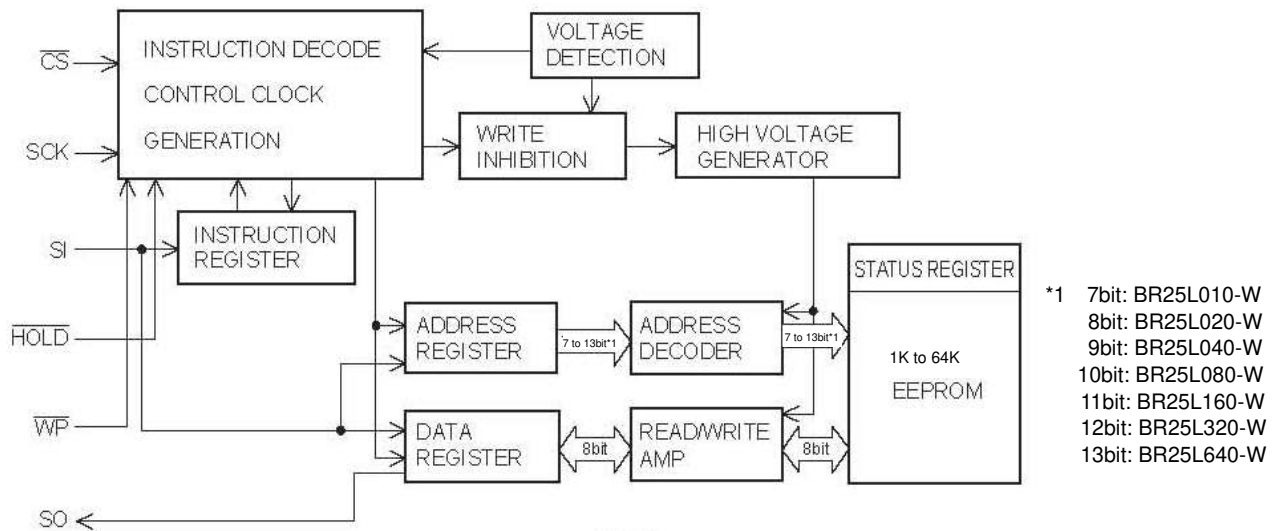 CS
SCK
SI
HOLD
WP
SO
INSTRUCTION DECODE
CONTROL CLOCK
GENERATION
VOLTAGE
DETECTION
WRITE
INHIBITION
HIGH VOLTAGE
GENERATOR
INSTRUCTION
REGISTER
ADDRESS
REGISTER
7 to 13bit*1
ADDRESS
DECODER
7 to 13bit*1
DATA
REGISTER
8bit
READ/WRITE
AMP
8bit
STATUS REGISTER
1K to 64K
EEPROM
*1 7bit: BR25L010-W
8bit: BR25L020-W
9bit: BR25L040-W
10bit: BR25L080-W
11bit: BR25L160-W
12bit: BR25L320-W
13bit: BR25L640-W